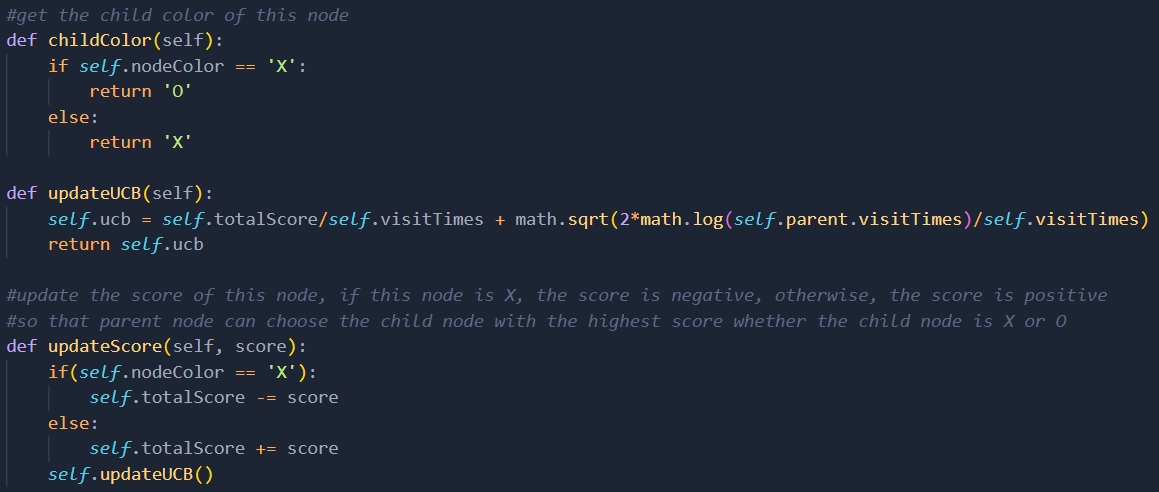 #get the child color of this node
def childColor(self):
    if self.nodeColor == 'X':
        return 'O'
    else:
        return 'X'

def updateUCB(self):
    self.ucb = self.totalScore/self.visitTimes + math.sqrt(2*math.log(self.parent.visitTimes)/self.visitTimes)
    return self.ucb

#update the score of this node, if this node is X, the score is negative, otherwise, the score is positive
#so that parent node can choose the child node with the highest score whether the child node is X or O
def updateScore(self, score):
    if(self.nodeColor == 'X'):
        self.totalScore -= score
    else:
        self.totalScore += score
    self.updateUCB()